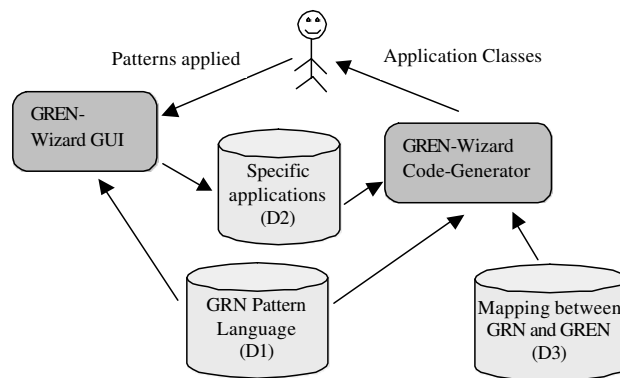 Patterns applied
Application Classes
GREN-
Wizard GUI
GREN-Wizard
Code-Generator
Specific
applications
(D2)
GRN Pattern
Language
(D1)
Mapping between
GRN and GREN
(D3)